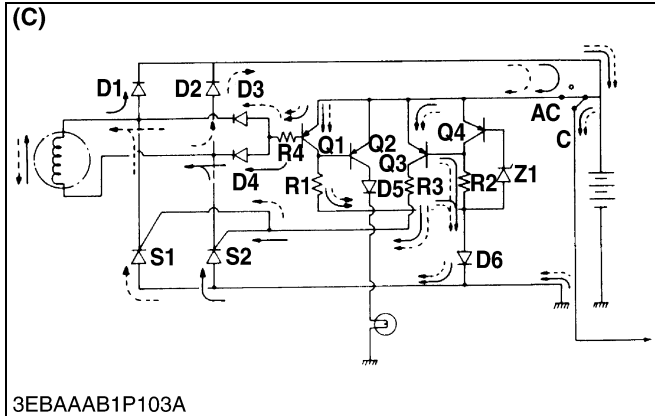 (C)
D1 D2 D3
AC
Q1 Q2 Q4
C
R4 Q3
D4 R1 D5 R3 R2 Z1
S1 S2 D6
3EBAAAB1P103A